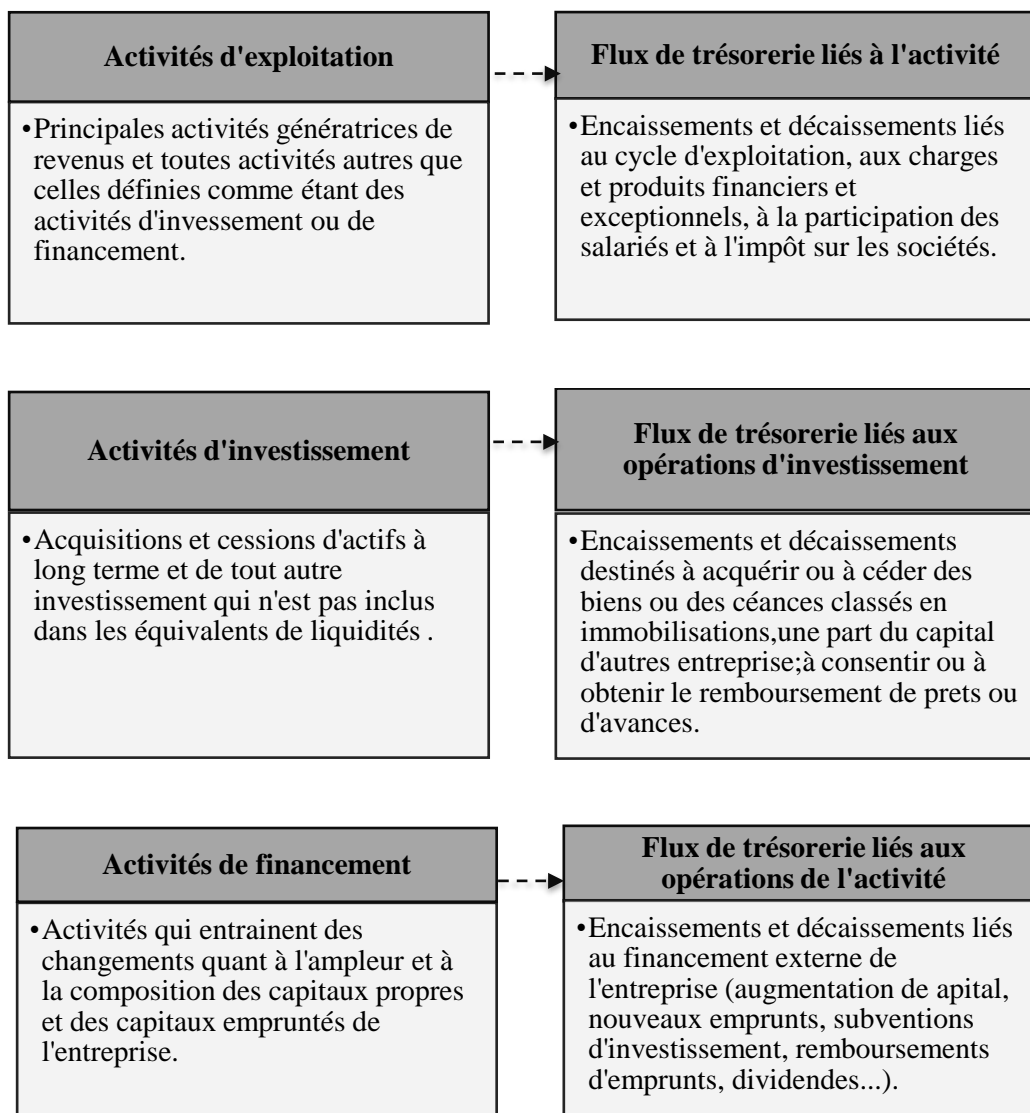 Activités d'exploitation
•Principales activités génératrices de
revenus et toutes activités autres que
celles définies comme étant des
activités d'invessement ou de
financement.
Flux de trésorerie liés à l'activité
•Encaissements et décaissements liés
au cycle d'exploitation, aux charges
et produits financiers et
exceptionnels, à la participation des
salariés et à l'impôt sur les sociétés.
Activités d'investissement
•Acquisitions et cessions d'actifs à
long terme et de tout autre
investissement qui n'est pas inclus
dans les équivalents de liquidités .
Flux de trésorerie liés aux
opérations d'investissement
•Encaissements et décaissements
destinés à acquérir ou à céder des
biens ou des céances classés en
immobilisations,une part du capital
d'autres entreprise;à consentir ou à
obtenir le remboursement de prets ou
d'avances.
Activités de financement
•Activités qui entrainent des
changements quant à l'ampleur et à
la composition des capitaux propres
et des capitaux empruntés de
l'entreprise.
Flux de trésorerie liés aux
opérations de l'activité
•Encaissements et décaissements liés
au financement externe de
l'entreprise (augmentation de apital,
nouveaux emprunts, subventions
d'investissement, remboursements
d'emprunts, dividendes...).